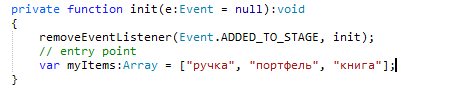 private function init(e:Event = null):void
{
removeEventListener(Event.ADDED_TO_STAGE, init);
// entry point
var myItems:Array = ["ручка", "портфель", "книга"];
}